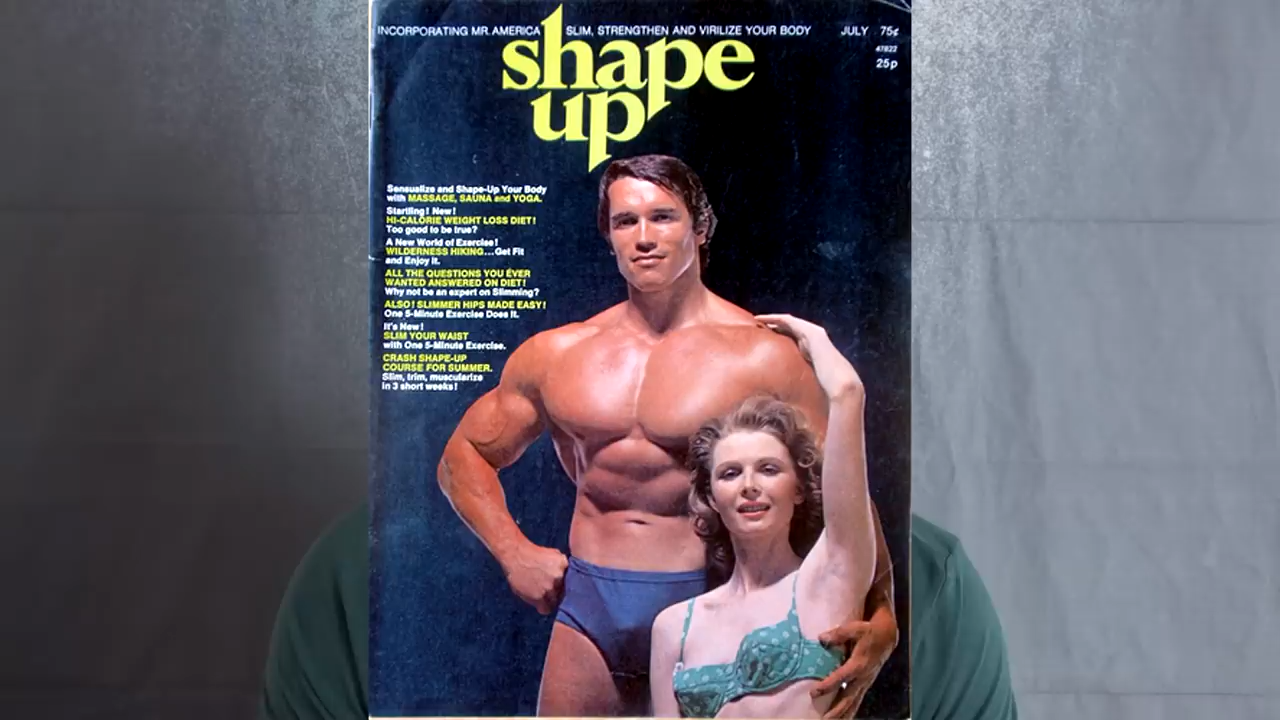 INCORPORATING MR. AMERICA SLIM, STRENGTHEN AND VIRILIZE YOUR BODY JULY 75¢
47822
25p
shape
up
Sensualize and Shape-Up Your Body
with MASSAGE, SAUNA and YOGA.
Startling! New!
HI-CALORIE WEIGHT LOSS DIET!
Too good to be true?
A New World of Exercise!
WILDERNESS HIKING...Get Fit
and Enjoy It.
ALL THE QUESTIONS YOU EVER
WANTED ANSWERED ON DIET!
Why not be an expert on Slimming?
ALSO! SLIMMER HIPS MADE EASY!
One 5-Minute Exercise Does It.
It's New!
SLIM YOUR WAIST
with One 5-Minute Exercise.
CRASH SHAPE-UP
COURSE FOR SUMMER.
Slim, trim, muscularize
in 3 short weeks!